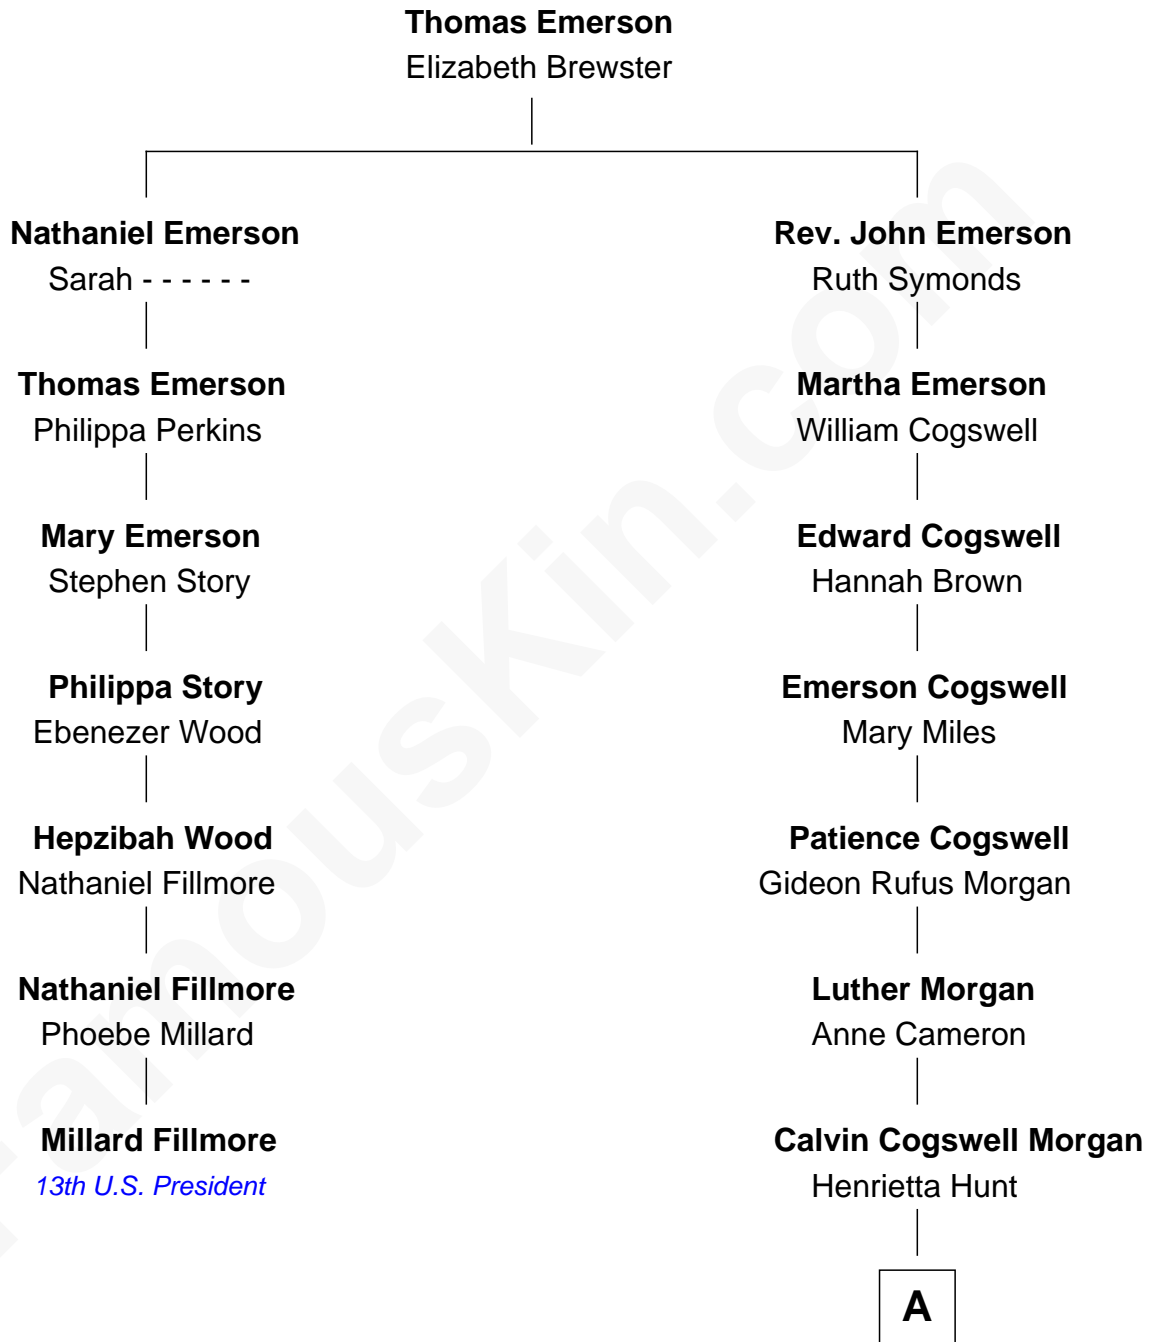 Thomas Emerson
Elizabeth Brewster
Nathaniel Emerson
Sarah - - - - - -
Thomas Emerson
Philippa Perkins
Mary Emerson
Stephen Story
Philippa Story
Ebenezer Wood
Hepzibah Wood
Nathaniel Fillmore
Nathaniel Fillmore
Phoebe Millard
Millard Fillmore
13th U.S. President
Rev. John Emerson
Ruth Symonds
Martha Emerson
William Cogswell
Edward Cogswell
Hannah Brown
Emerson Cogswell
Mary Miles
Patience Cogswell
Gideon Rufus Morgan
Luther Morgan
Anne Cameron
Calvin Cogswell Morgan
Henrietta Hunt
A
FamousKin.com